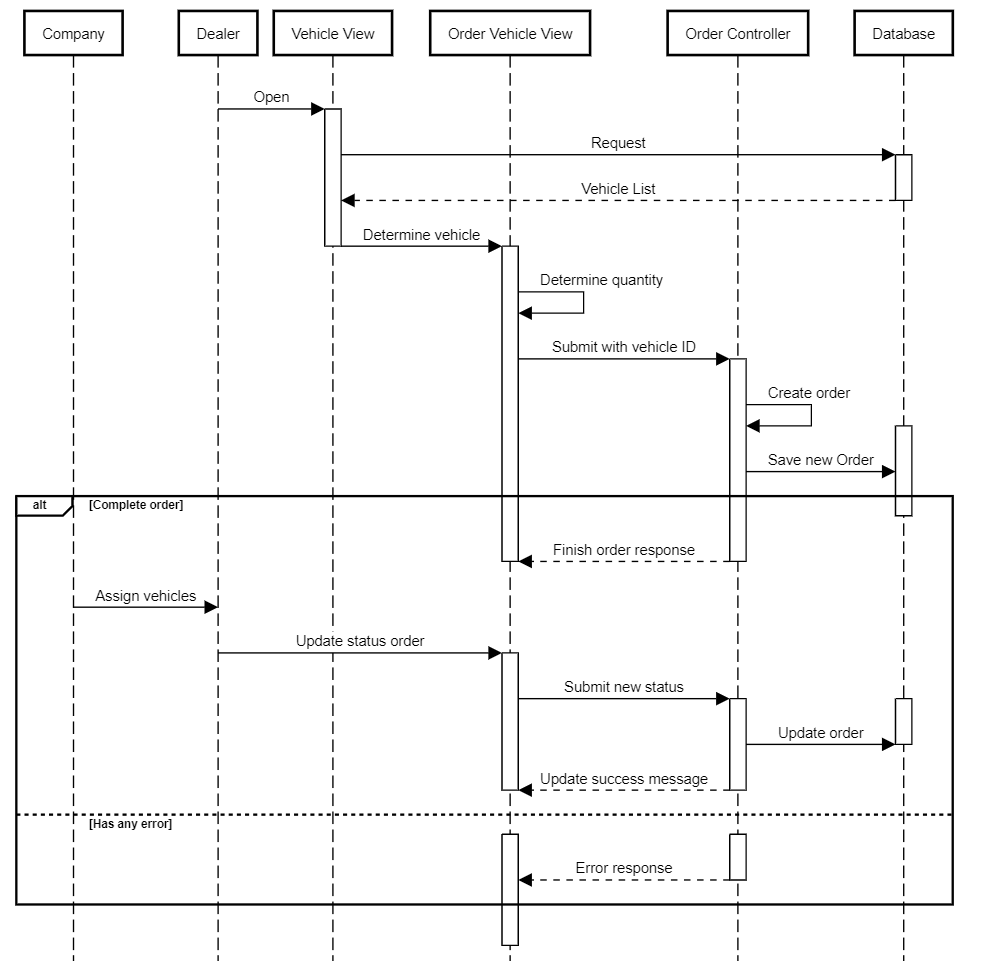 Company
Dealer
Vehicle View
Order Vehicle View
Order Controller
Database
Open
Request
Vehicle List
Determine vehicle
Determine quantity
Submit with vehicle ID
Create order
Save new Order
alt
[Complete order]
Finish order response
Assign vehicles
Update status order
Submit new status
Update order
Update success message
[Has any error]
Error response